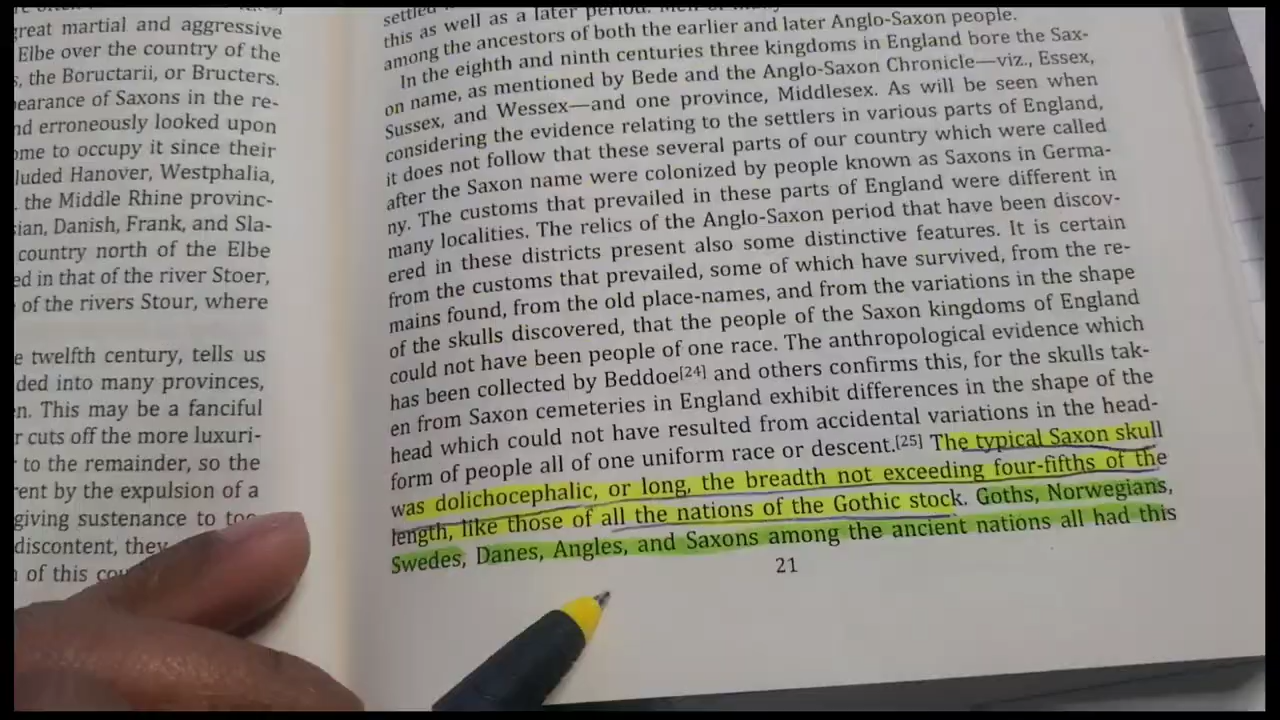 great martial and aggressive
Elbe over the country of the
s, the Boructarii, or Bructers.
earance of Saxons in the re-
nd erroneously looked upon
ome to occupy it since their
luded Hanover, Westphalia,
the Middle Rhine provinc-
sian, Danish, Frank, and Sla-
country north of the Elbe
ed in that of the river Stoer,
of the rivers Stour, where
e twelfth century, tells us
ded into many provinces,
n. This may be a fanciful
r cuts off the more luxuri-
to the remainder, so the
rent by the expulsion of a
giving sustenance to too
discontent, they
of this cou
settled
this as well as a later period. Men of
among the ancestors of both the earlier and later Anglo-Saxon people.
In the eighth and ninth centuries three kingdoms in England bore the Sax-
on name, as mentioned by Bede and the Anglo-Saxon Chronicle—viz., Essex,
Sussex, and Wessex—and one province, Middlesex. As will be seen when
considering the evidence relating to the settlers in various parts of England,
it does not follow that these several parts of our country which were called
after the Saxon name were colonized by people known as Saxons in Germa-
ny. The customs that prevailed in these parts of England were different in
many localities. The relics of the Anglo-Saxon period that have been discov-
ered in these districts present also some distinctive features. It is certain
from the customs that prevailed, some of which have survived, from the re-
mains found, from the old place-names, and from the variations in the shape
of the skulls discovered, that the people of the Saxon kingdoms of England
could not have been people of one race. The anthropological evidence which
has been collected by Beddoe[24] and others confirms this, for the skulls tak-
en from Saxon cemeteries in England exhibit differences in the shape of the
head which could not have resulted from accidental variations in the head-
form of people all of one uniform race or descent.[25] The typical Saxon skull
was dolichocephalic, or long, the breadth not exceeding four-fifths of the
length, like those of all the nations of the Gothic stock. Goths, Norwegians,
Swedes, Danes, Angles, and Saxons among the ancient nations all had this
21